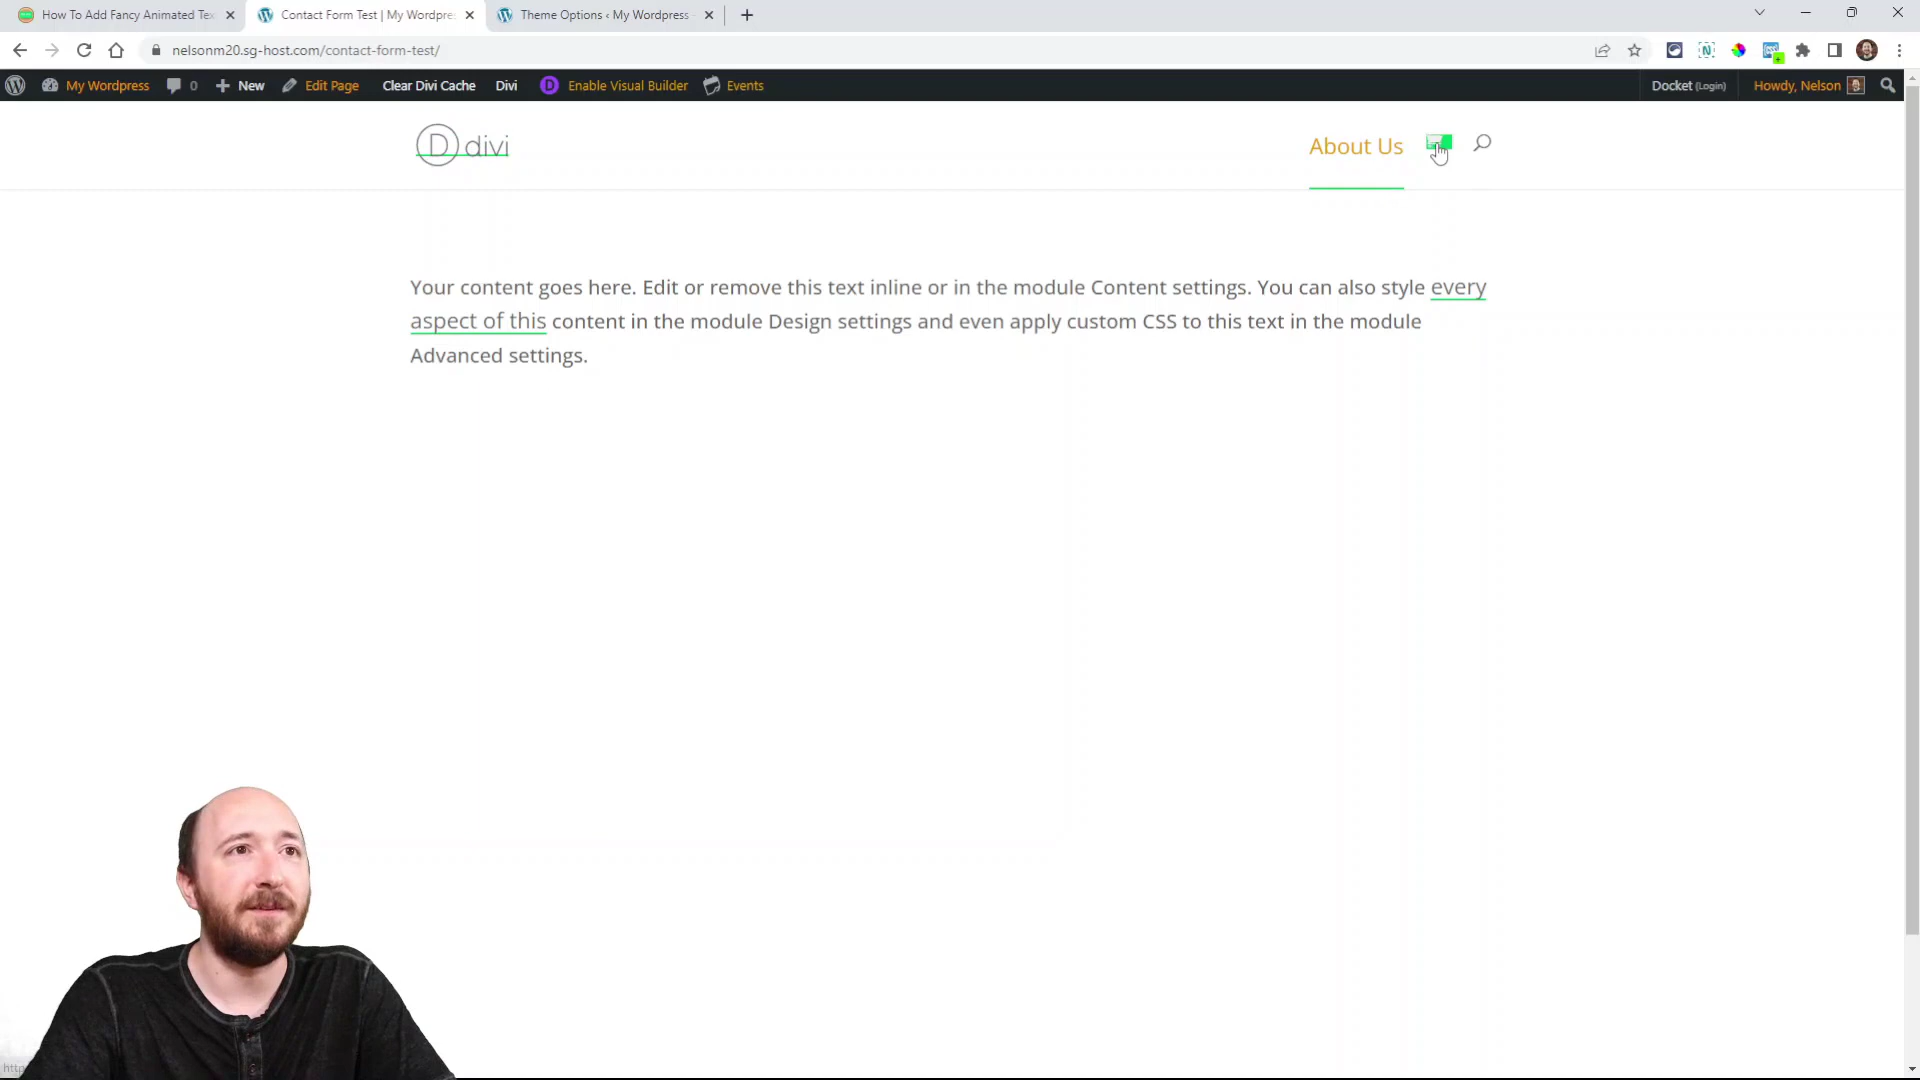 How To Add Fancy Animated Tex
Contact Form Test | My Wordpre
Theme Options ‹ My Wordpress
nelsonm20.sg-host.com/contact-form-test/
My Wordpress 0 New Edit Page Clear Divi Cache Divi Enable Visual Builder Events Docket (Login) Howdy, Nelson
D divi
About Us
Your content goes here. Edit or remove this text inline or in the module Content settings. You can also style every
aspect of this content in the module Design settings and even apply custom CSS to this text in the module
Advanced settings.